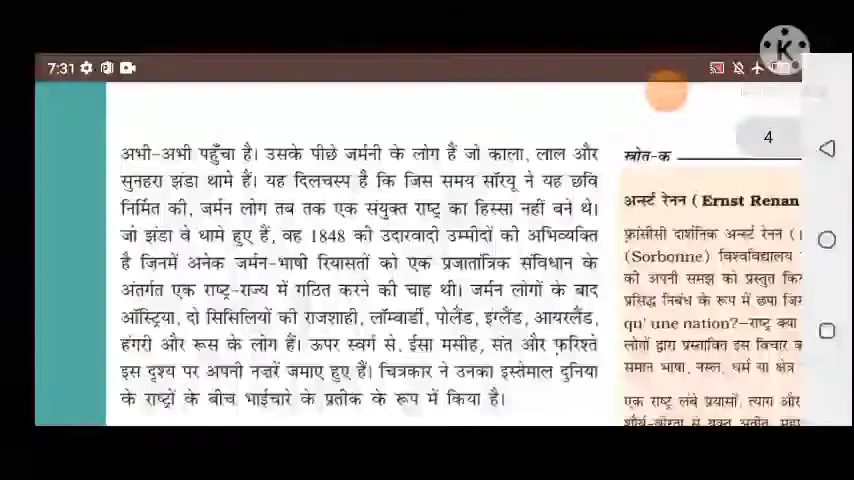 7:31
4
अभी-अभी पहुँचा है। उसके पीछे जर्मनी के लोग हैं जो काला, लाल और
सुनहरा झंडा थामे हैं। यह दिलचस्प है कि जिस समय सॉरयू ने यह छवि
निर्मित की, जर्मन लोग तब तक एक संयुक्त राष्ट्र का हिस्सा नहीं बने थे।
जो झंडा वे थामे हुए हैं, वह 1848 की उदारवादी उम्मीदों की अभिव्यक्ति
है जिनमें अनेक जर्मन-भाषी रियासतों को एक प्रजातांत्रिक संविधान के
अंतर्गत एक राष्ट्र-राज्य में गठित करने की चाह थी। जर्मन लोगों के बाद
ऑस्ट्रिया, दो सिसिलियों की राजशाही, लॉम्बार्डी, पोलैंड, इंग्लैंड, आयरलैंड,
हंगरी और रूस के लोग हैं। ऊपर स्वर्ग से, ईसा मसीह, संत और फ़रिश्ते
इस दृश्य पर अपनी नज़रें जमाए हुए हैं। चित्रकार ने उनका इस्तेमाल दुनिया
के राष्ट्रों के बीच भाईचारे के प्रतीक के रूप में किया है।
स्रोत-क
अर्न्स्ट रेनन ( Ernst Renan
फ़्रांसीसी दार्शनिक अर्न्स्ट रेनन (
(Sorbonne) विश्वविद्यालय
को अपनी समझ को प्रस्तुत
प्रसिद्ध निबंध के रूप में छपा
qu' une nation?-राष्ट्र क्या
लोगों द्वारा प्रस्तावित इस विचार
समान भाषा, नस्ल, धर्म या क्षेत्र
एक राष्ट्र लंबे प्रयासों, त्याग और
K